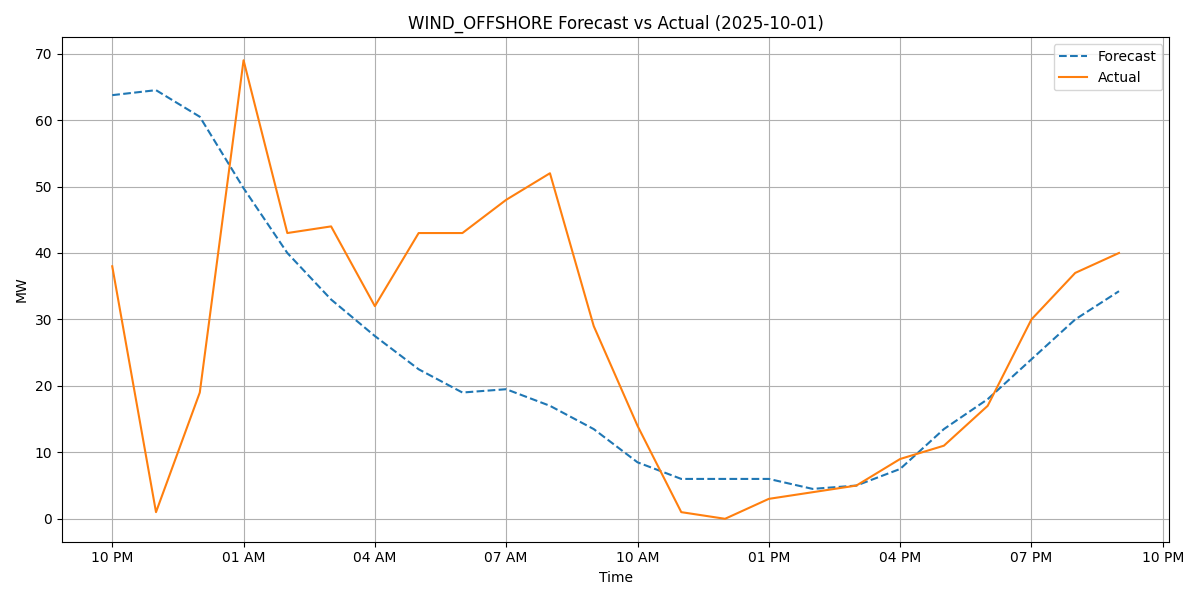 WIND_OFFSHORE Forecast vs Actual (2025-10-01)
Forecast
Actual
70
60
50
40
30
20
10
0
MW
10 PM 01 AM 04 AM 07 AM 10 AM 01 PM 04 PM 07 PM 10 PM
Time